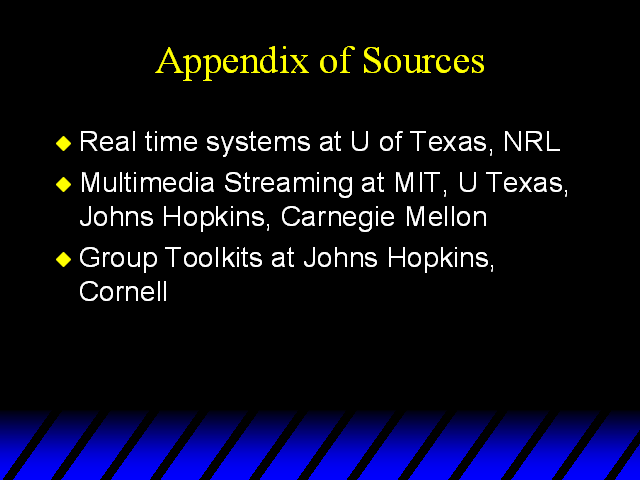 Appendix of Sources
Real time systems at U of Texas, NRL
Multimedia Streaming at MIT, U Texas,
Johns Hopkins, Carnegie Mellon
Group Toolkits at Johns Hopkins,
Cornell